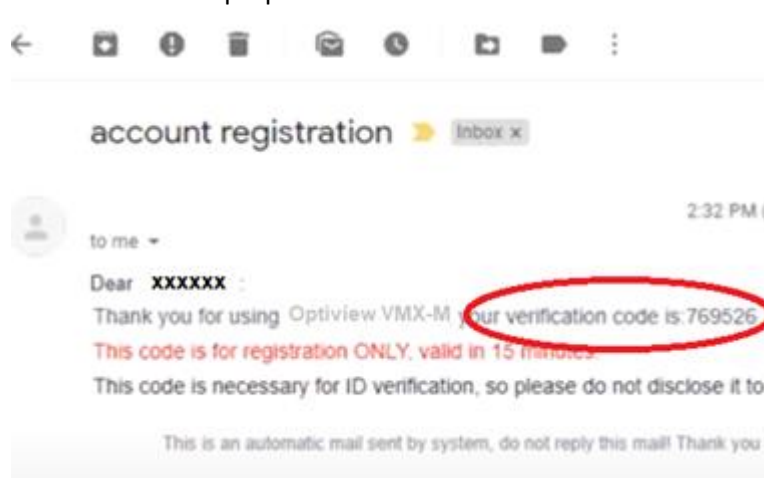 account registration Inbox x
2:32 PM
to me
Dear XXXXXX :
Thank you for using Optiview VMX-M your verification code is:769526
This code is for registration ONLY, valid in 15 minutes.
This code is necessary for ID verification, so please do not disclose it to
This is an automatic mail sent by system, do not reply this mail! Thank you